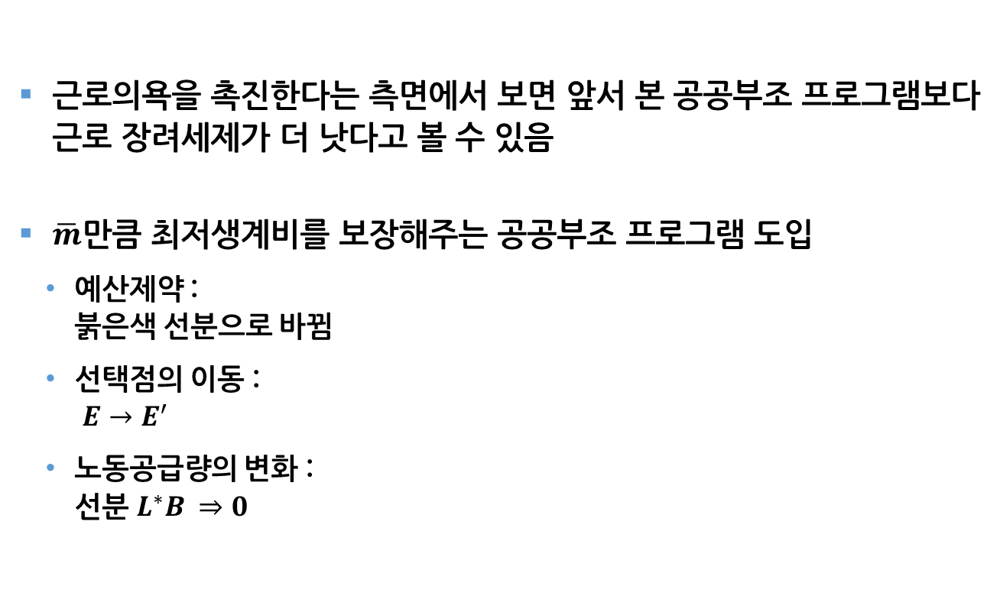 ▪ 근로의욕을 촉진한다는 측면에서 보면 앞서 본 공공부조 프로그램보다
근로 장려세제가 더 낫다고 볼 수 있음
▪ m̅만큼 최저생계비를 보장해주는 공공부조 프로그램 도입
• 예산제약 :
붉은색 선분으로 바뀜
• 선택점의 이동 :
E → E′
• 노동공급량의 변화 :
선분 L*B ⇒ 0